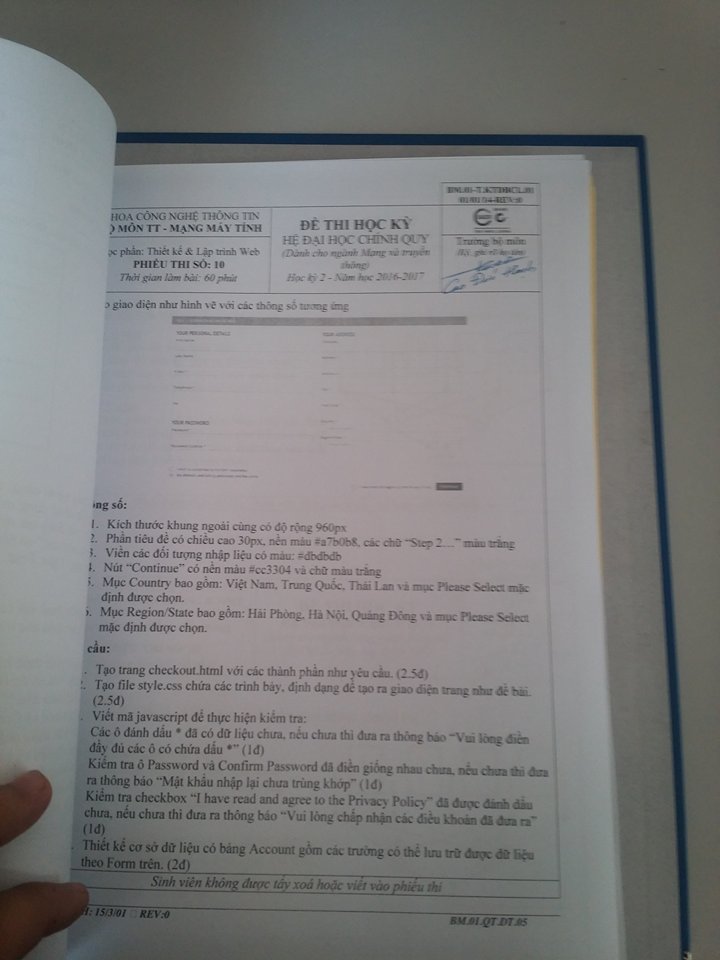 BM.01-T.KTĐBCL.01
01/01/14-REV:0
HOA CÔNG NGHỆ THÔNG TIN
MÔN TT - MẠNG MÁY TÍNH
phần: Thiết kế & Lập trình Web
PHIẾU THI SỐ: 10
Thời gian làm bài: 60 phút
ĐỀ THI HỌC KỲ
HỆ ĐẠI HỌC CHÍNH QUY
(Dành cho ngành Mạng và truyền
thông)
Học kỳ 2 - Năm học 2016-2017
Trưởng bộ môn
(Ký, ghi rõ họ tên)
giao diện như hình vẽ với các thông số tương ứng
YOUR PERSONAL DETAILS
YOUR ADDRESS
YOUR PASSWORD
ng số:
1. Kích thước khung ngoài cùng có độ rộng 960px
2. Phần tiêu đề có chiều cao 30px, nền màu #a7b0b8, các chữ “Step 2....” màu trắng
3. Viền các đối tượng nhập liệu có màu: #dbdbdb
4. Nút “Continue” có nền màu #cc3304 và chữ màu trắng
5. Mục Country bao gồm: Việt Nam, Trung Quốc, Thái Lan và mục Please Select mặc
định được chọn.
6. Mục Region/State bao gồm: Hải Phòng, Hà Nội, Quảng Đông và mục Please Select
mặc định được chọn.
cầu:
Tạo trang checkout.html với các thành phần như yêu cầu. (2.5đ)
Tạo file style.css chứa các trình bày, định dạng để tạo ra giao diện trang như đề bài.
(2.5đ)
Viết mã javascript để thực hiện kiểm tra:
Các ô đánh dấu * đã có dữ liệu chưa, nếu chưa thì đưa ra thông báo “Vui lòng điền
đầy đủ các ô có chứa dấu *” (1đ)
Kiểm tra ô Password và Confirm Password đã điền giống nhau chưa, nếu chưa thì đưa
ra thông báo “Mật khẩu nhập lại chưa trùng khớp” (1đ)
Kiểm tra checkbox “I have read and agree to the Privacy Policy” đã được đánh dấu
chưa, nếu chưa thì đưa ra thông báo “Vui lòng chấp nhận các điều khoản đã đưa ra”
(1đ)
Thiết kế cơ sở dữ liệu có bảng Account gồm các trường có thể lưu trữ được dữ liệu
theo Form trên. (2đ)
Sinh viên không được tẩy xoá hoặc viết vào phiếu thi
H: 15/3/01 □ REV:0
BM.01.QT.ĐT.05